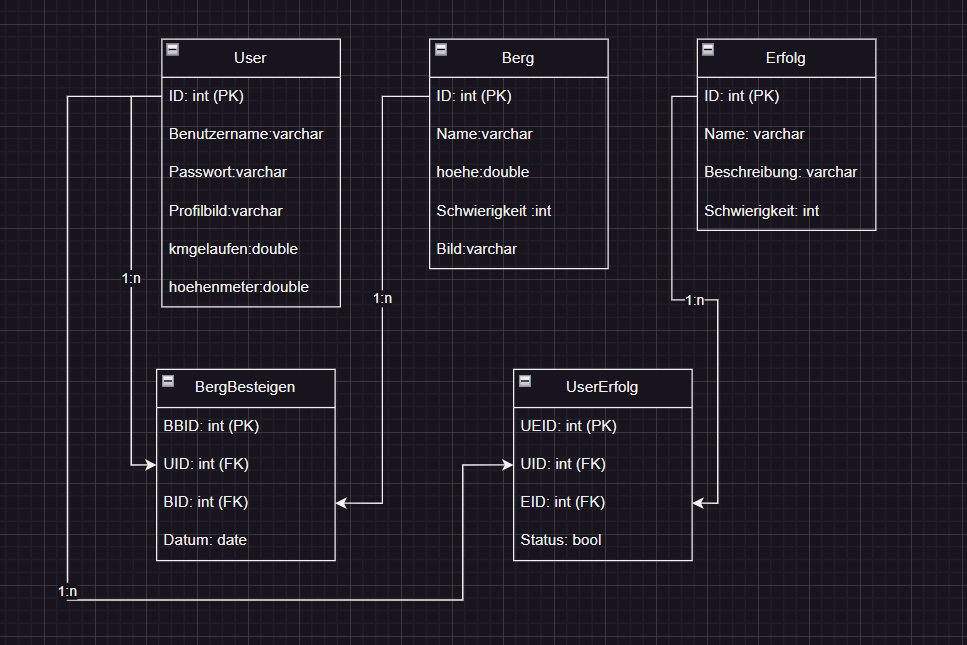 User
ID: int (PK)
Benutzername:varchar
Passwort:varchar
Profilbild:varchar
kmgelaufen:double
hoehenmeter:double
Berg
ID: int (PK)
Name:varchar
hoehe:double
Schwierigkeit :int
Bild:varchar
Erfolg
ID: int (PK)
Name: varchar
Beschreibung: varchar
Schwierigkeit: int
1:n
1:n
1:n
BergBesteigen
BBID: int (PK)
UID: int (FK)
BID: int (FK)
Datum: date
UserErfolg
UEID: int (PK)
UID: int (FK)
EID: int (FK)
Status: bool
1:n